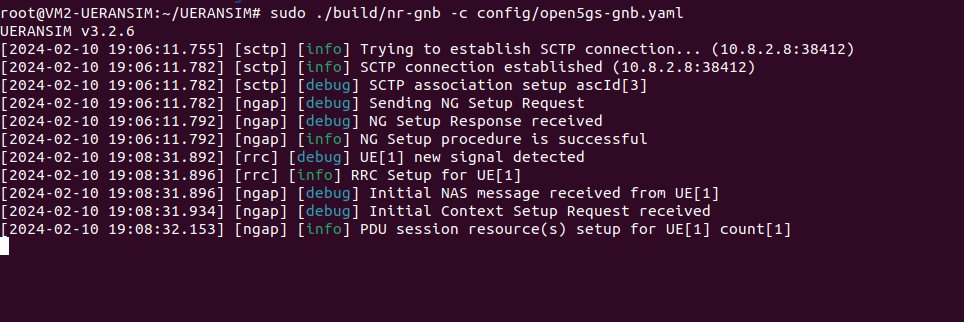 root@VM2-UERANSIM:~/UERANSIM# sudo ./build/nr-gnb -c config/open5gs-gnb.yaml
UERANSIM v3.2.6
[2024-02-10 19:06:11.755] [sctp] [info] Trying to establish SCTP connection... (10.8.2.8:38412)
[2024-02-10 19:06:11.782] [sctp] [info] SCTP connection established (10.8.2.8:38412)
[2024-02-10 19:06:11.782] [sctp] [debug] SCTP association setup ascId[3]
[2024-02-10 19:06:11.782] [ngap] [debug] Sending NG Setup Request
[2024-02-10 19:06:11.792] [ngap] [debug] NG Setup Response received
[2024-02-10 19:06:11.792] [ngap] [info] NG Setup procedure is successful
[2024-02-10 19:08:31.892] [rrc] [debug] UE[1] new signal detected
[2024-02-10 19:08:31.896] [rrc] [info] RRC Setup for UE[1]
[2024-02-10 19:08:31.896] [ngap] [debug] Initial NAS message received from UE[1]
[2024-02-10 19:08:31.934] [ngap] [debug] Initial Context Setup Request received
[2024-02-10 19:08:32.153] [ngap] [info] PDU session resource(s) setup for UE[1] count[1]